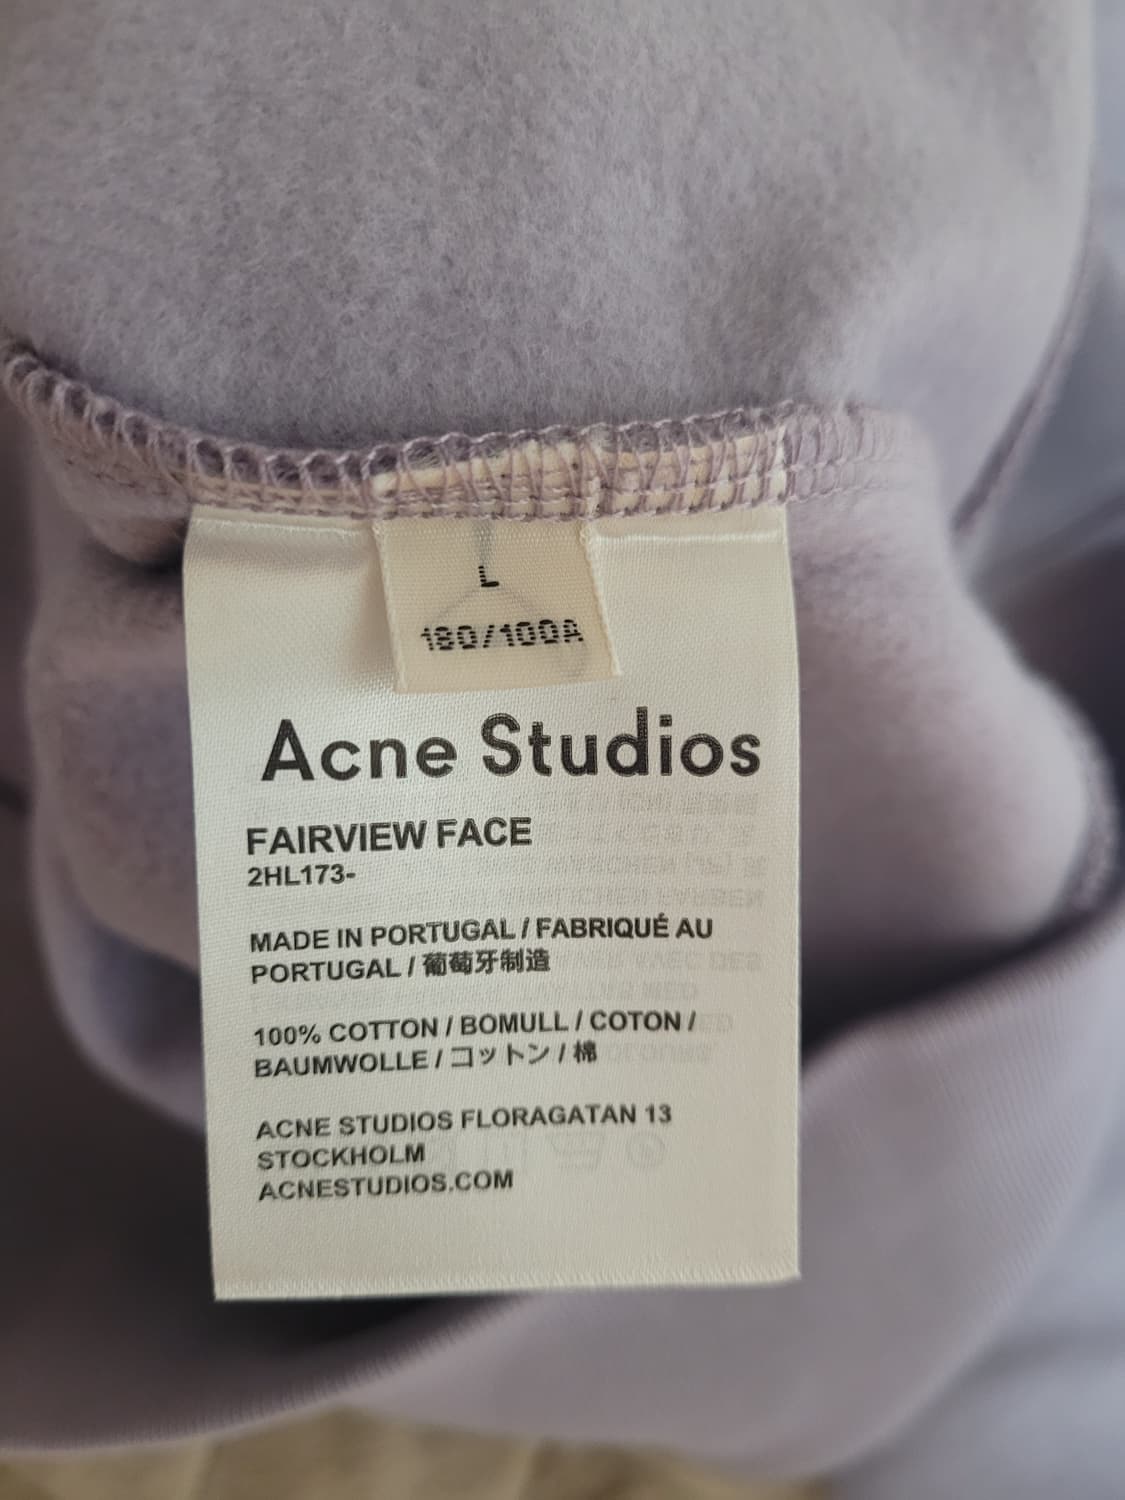 L
180/100A
Acne Studios
FAIRVIEW FACE
2HL173-
MADE IN PORTUGAL / FABRIQUÉ AU
PORTUGAL / 葡萄牙制造
100% COTTON / BOMULL / COTON /
BAUMWOLLE / コットン / 棉
ACNE STUDIOS FLORAGATAN 13
STOCKHOLM
ACNESTUDIOS.COM